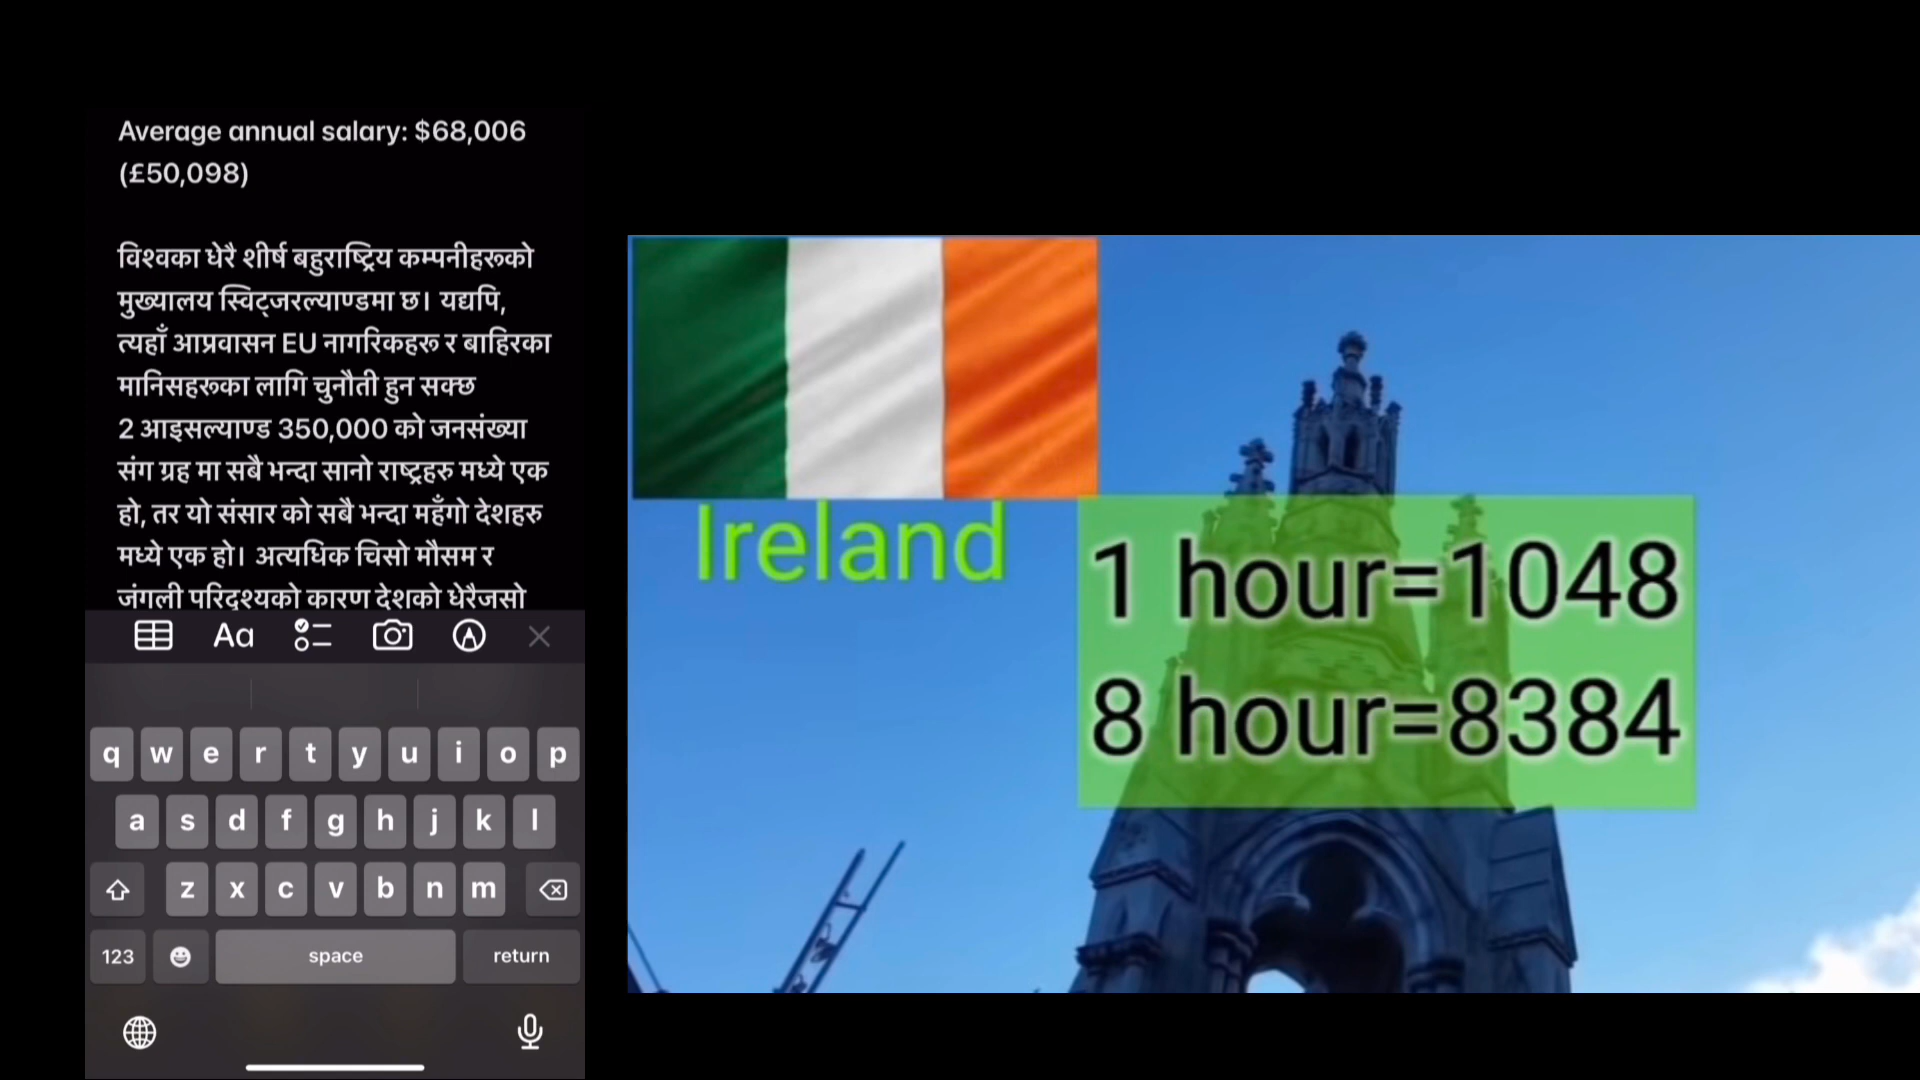 Average annual salary: $68,006
(£50,098)
विश्वका धेरै शीर्ष बहुराष्ट्रिय कम्पनीहरूको
मुख्यालय स्विट्जरल्याण्डमा छ। यद्यपि,
त्यहाँ आप्रवासन EU नागरिकहरू र बाहिरका
मानिसहरूका लागि चुनौती हुन सक्छ
2 आइसल्याण्ड 350,000 को जनसंख्या
संग ग्रह मा सबै भन्दा सानो राष्ट्रहरु मध्ये एक
हो, तर यो संसार को सबै भन्दा महँगो देशहरु
मध्ये एक हो। अत्यधिक चिसो मौसम र
जंगली परिदृश्यको कारण देशको धेरैजसो
Aa
q w e r t y u i o p
a s d f g h j k l
z x c v b n m
123 space return
Ireland
1 hour=1048
8 hour=8384